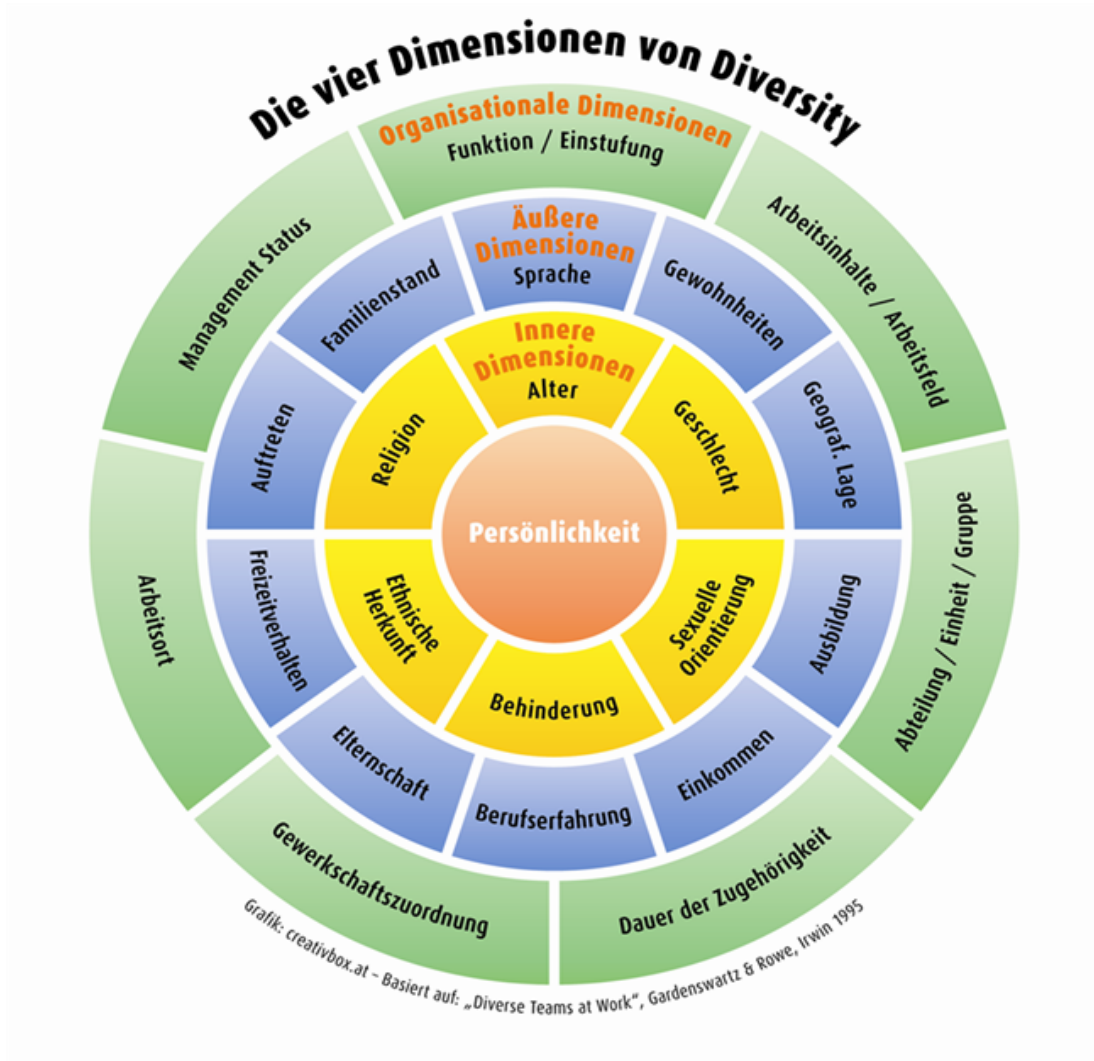 Die vier Dimensionen von Diversity
Organisationale Dimensionen
Funktion / Einstufung
Arbeitsinhalte / Arbeitsfeld
Abteilung / Einheit / Gruppe
Dauer der Zugehörigkeit
Gewerkschaftszuordnung
Arbeitsort
Management Status
Äußere
Dimensionen
Sprache
Gewohnheiten
Geograf. Lage
Ausbildung
Einkommen
Berufserfahrung
Elternschaft
Freizeitverhalten
Auftreten
Familienstand
Innere
Dimensionen
Alter
Geschlecht
Sexuelle
Orientierung
Behinderung
Ethnische
Herkunft
Religion
Persönlichkeit
Grafik: creativbox.at – Basiert auf: „Diverse Teams at Work“, Gardenswartz & Rowe, Irwin 1995